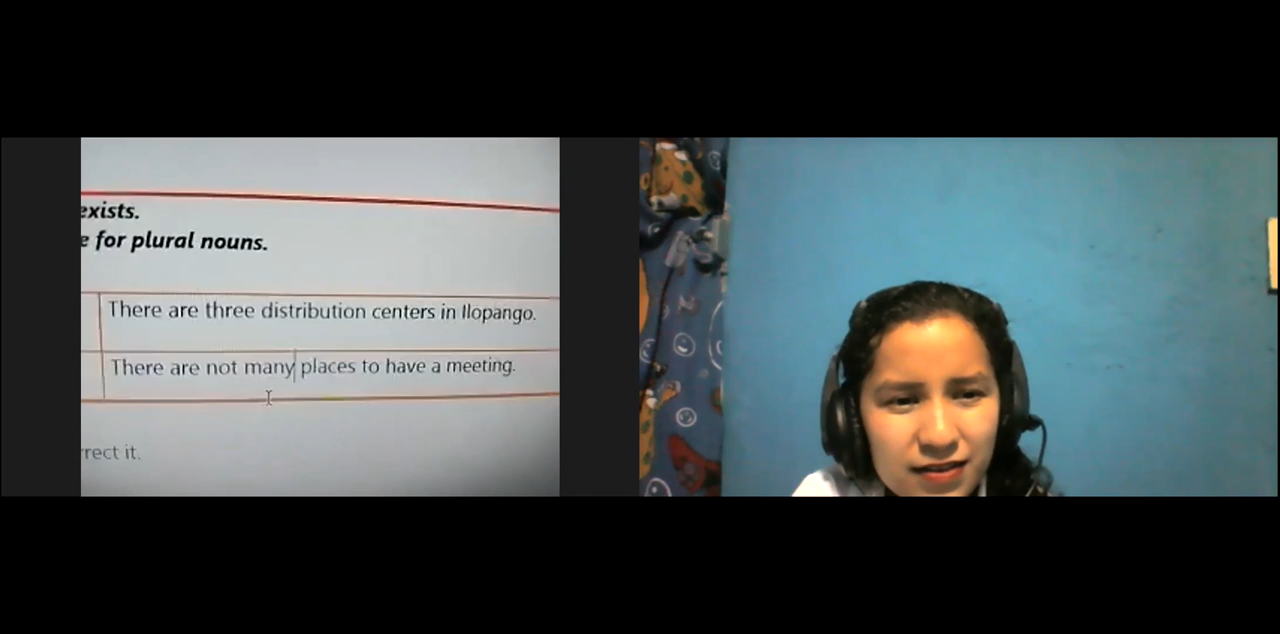 exists.
e for plural nouns.
There are three distribution centers in Ilopango.
There are not many places to have a meeting.
rrect it.